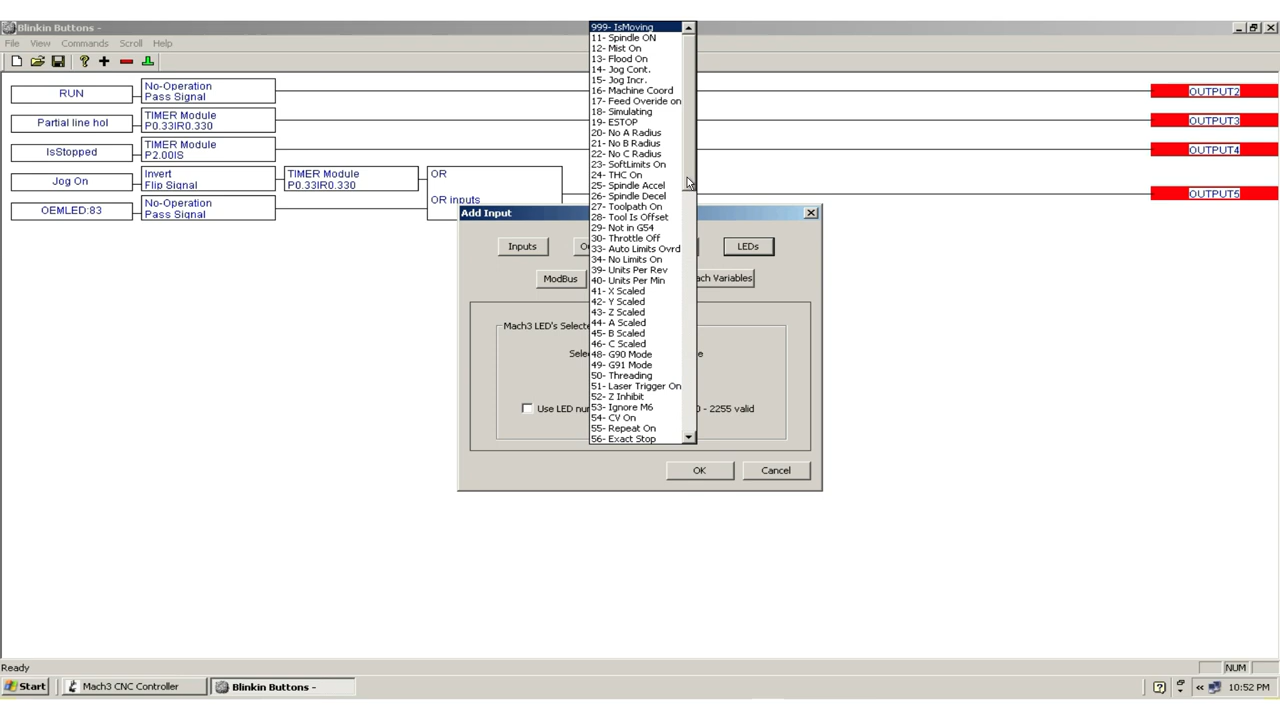 Blinkin Buttons -
File View Commands Scroll Help
RUN
No-Operation
Pass Signal
OUTPUT2
Partial line hol
TIMER Module
P0.33IR0.330
OUTPUT3
IsStopped
TIMER Module
P2.00IS
OUTPUT4
Jog On
Invert
Flip Signal
TIMER Module
P0.33IR0.330
OR
OR inputs
OUTPUT5
OEMLED:83
No-Operation
Pass Signal
Add Input
Inputs
LEDs
ModBus
ach Variables
Mach3 LED's Selecte
Sele
e
Use LED nu
0 - 2255 valid
OK
Cancel
999- IsMoving
11- Spindle ON
12- Mist On
13- Flood On
14- Jog Cont.
15- Jog Incr.
16- Machine Coord
17- Feed Overide on
18- Simulating
19- ESTOP
20- No A Radius
21- No B Radius
22- No C Radius
23- SoftLimits On
24- THC On
25- Spindle Accel
26- Spindle Decel
27- Toolpath On
28- Tool Is Offset
29- Not in G54
30- Throttle Off
33- Auto Limits Ovrd
34- No Limits On
39- Units Per Rev
40- Units Per Min
41- X Scaled
42- Y Scaled
43- Z Scaled
44- A Scaled
45- B Scaled
46- C Scaled
48- G90 Mode
49- G91 Mode
50- Threading
51- Laser Trigger On
52- Z Inhibit
53- Ignore M6
54- CV On
55- Repeat On
56- Exact Stop
Ready
NUM
Start
Mach3 CNC Controller
Blinkin Buttons -
10:52 PM